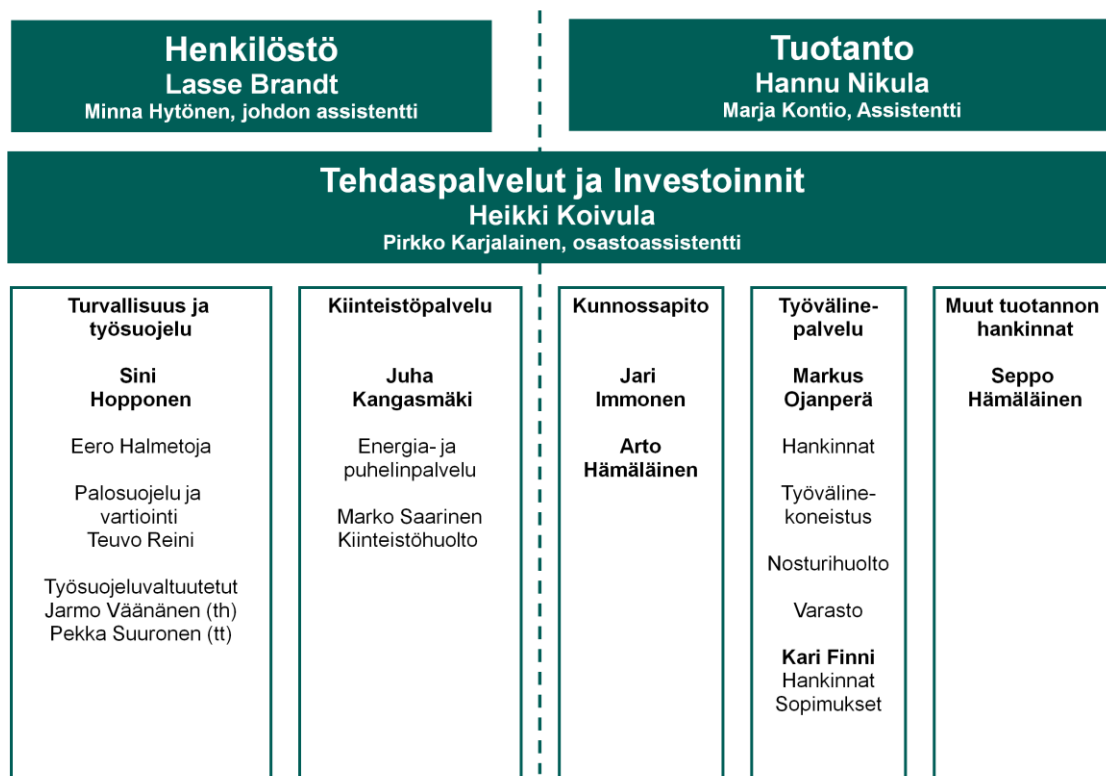 Henkilöstö
Lasse Brandt
Minna Hytönen, johdon assistentti
Tuotanto
Hannu Nikula
Marja Kontio, Assistentti
Tehdaspalvelut ja Investoinnit
Heikki Koivula
Pirkko Karjalainen, osastoassistentti
Turvallisuus ja
työsuojelu
Sini
Hopponen
Eero Halmetoja
Palosuojelu ja
vartiointi
Teuvo Reini
Työsuojeluvaltuutetut
Jarmo Väänänen (th)
Pekka Suuronen (tt)
Kiinteistöpalvelu
Juha
Kangasmäki
Energia- ja
puhelinpalvelu
Marko Saarinen
Kiinteistöhuolto
Kunnossapito
Jari
Immonen
Arto
Hämäläinen
Työväline-
palvelu
Markus
Ojanperä
Hankinnat
Työväline-
koneistus
Nosturihuolto
Varasto
Kari Finni
Hankinnat
Sopimukset
Muut tuotannon
hankinnat
Seppo
Hämäläinen